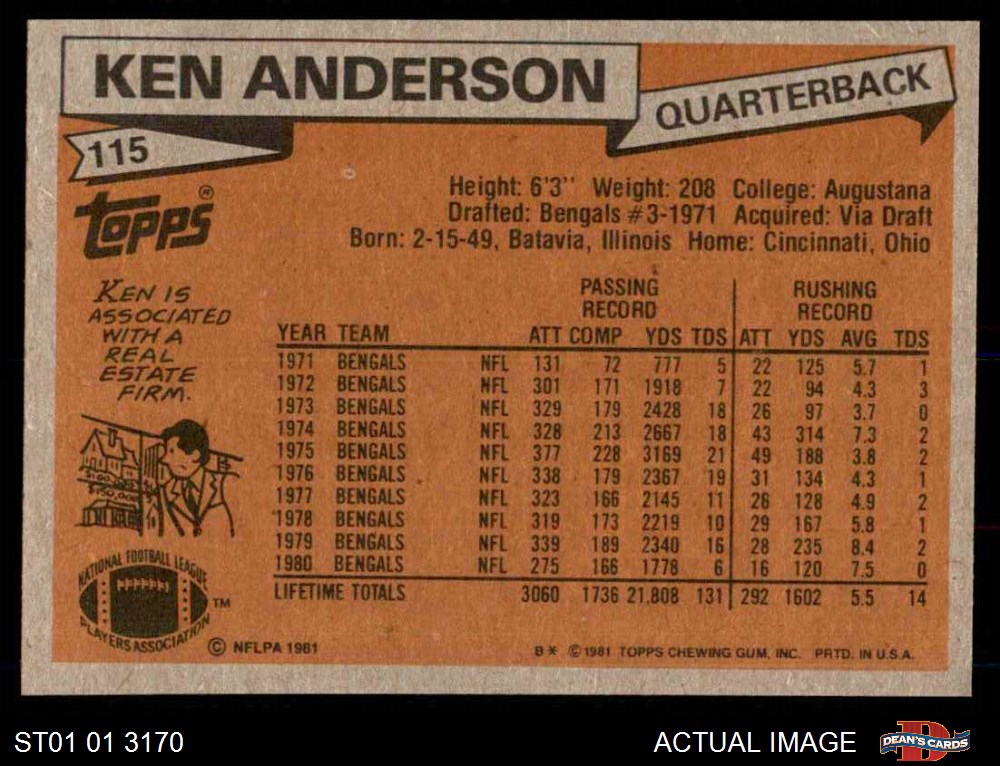 KEN ANDERSON
QUARTERBACK
115
TOPPS®
Height: 6'3'' Weight: 208 College: Augustana
Drafted: Bengals #3-1971 Acquired: Via Draft
Born: 2-15-49, Batavia, Illinois Home: Cincinnati, Ohio
KEN IS
ASSOCIATED
WITH A
REAL
ESTATE
FIRM.
PASSING RECORD
RUSHING RECORD
YEAR TEAM ATT COMP YDS TDS ATT YDS AVG TDS
1971 BENGALS NFL 131 72 777 5 22 125 5.7 1
1972 BENGALS NFL 301 171 1918 7 22 94 4.3 3
1973 BENGALS NFL 329 179 2428 18 26 97 3.7 0
1974 BENGALS NFL 328 213 2667 18 43 314 7.3 2
1975 BENGALS NFL 377 228 3169 21 49 188 3.8 2
1976 BENGALS NFL 338 179 2367 19 31 134 4.3 1
1977 BENGALS NFL 323 166 2145 11 26 128 4.9 2
1978 BENGALS NFL 319 173 2219 10 29 167 5.8 1
1979 BENGALS NFL 339 189 2340 16 28 235 8.4 2
1980 BENGALS NFL 275 166 1778 6 16 120 7.5 0
LIFETIME TOTALS 3060 1736 21,808 131 292 1602 5.5 14
$150,000
NATIONAL FOOTBALL LEAGUE
PLAYERS ASSOCIATION
TM
© NFLPA 1981
B* © 1981 TOPPS CHEWING GUM, INC. PRTD. IN U.S.A.
ST01 01 3170
ACTUAL IMAGE
DEAN'S CARDS